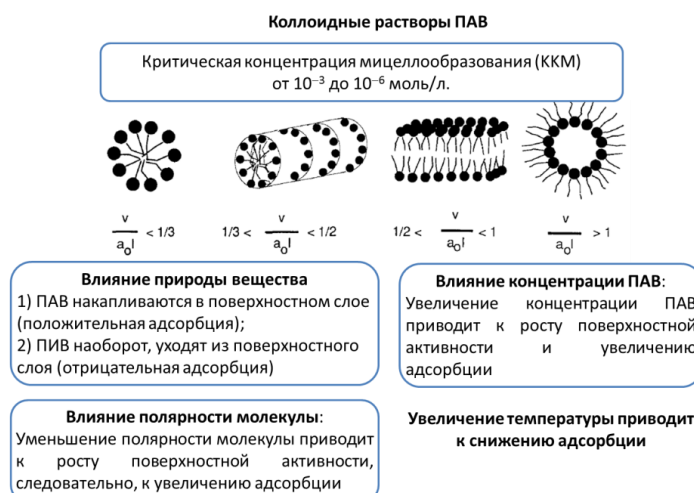 Коллоидные растворы ПАВ
Критическая концентрация мицеллообразования (ККМ)
от 10⁻³ до 10⁻⁶ моль/л.
v/a₀l < 1/3
1/3 < v/a₀l < 1/2
1/2 < v/a₀l < 1
v/a₀l > 1
Влияние природы вещества
1) ПАВ накапливаются в поверхностном слое
(положительная адсорбция);
2) ПИВ наоборот, уходят из поверхностного
слоя (отрицательная адсорбция)
Влияние концентрации ПАВ:
Увеличение концентрации ПАВ
приводит к росту поверхностной
активности и увеличению
адсорбции
Влияние полярности молекулы:
Уменьшение полярности молекулы приводит
к росту поверхностной активности,
следовательно, к увеличению адсорбции
Увеличение температуры приводит
к снижению адсорбции